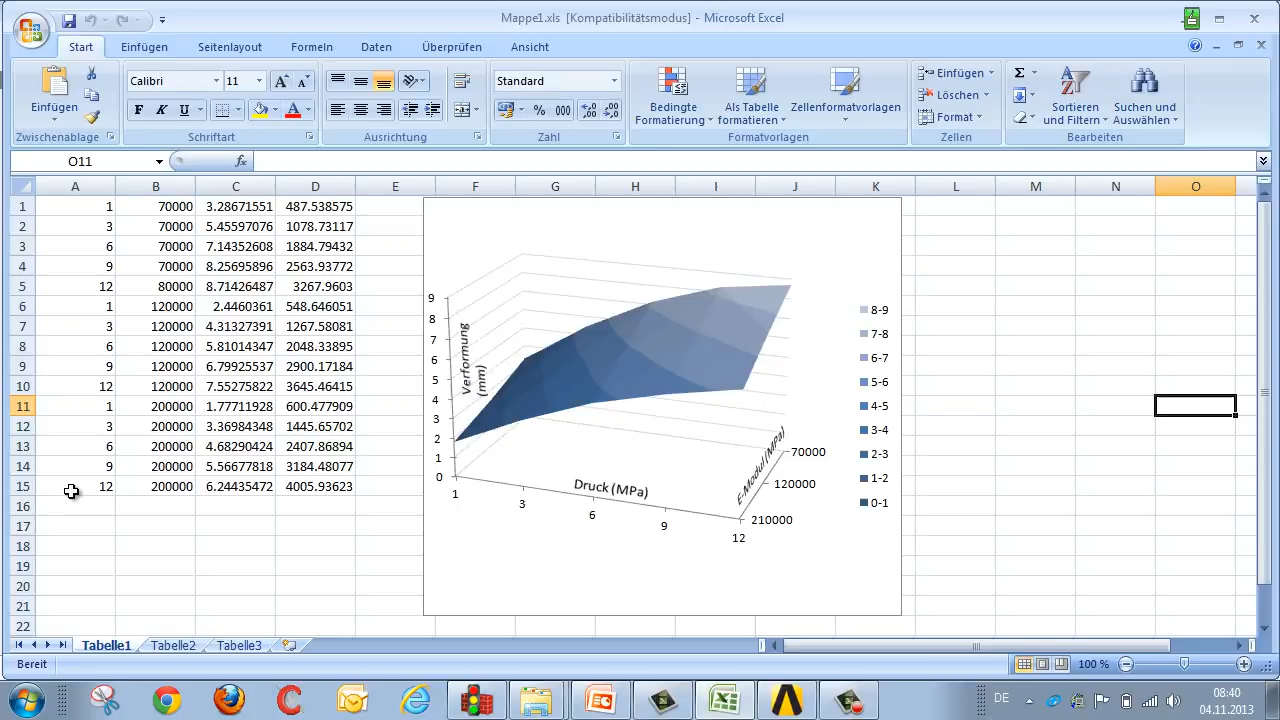 Mappe1.xls [Kompatibilitätsmodus] - Microsoft Excel
Start Einfügen Seitenlayout Formeln Daten Überprüfen Ansicht
Calibri 11 Standard
Einfügen
F K U
% 000
Bedingte Formatierung
Als Tabelle formatieren
Zellenformatvorlagen
Einfügen
Löschen
Format
Sortieren und Filtern
Suchen und Auswählen
Zwischenablage Schriftart Ausrichtung Zahl Formatvorlagen Zellen Bearbeiten
O11 fx
A B C D E F G H I J K L M N O
1 1 70000 3.28671551 487.538575
2 3 70000 5.45597076 1078.73117
3 6 70000 7.14352608 1884.79432
4 9 70000 8.25695896 2563.93772
5 12 80000 8.71426487 3267.9603
6 1 120000 2.4460361 548.646051
7 3 120000 4.31327391 1267.58081
8 6 120000 5.81014347 2048.33895
9 9 120000 6.79925537 2900.17184
10 12 120000 7.55275822 3645.46415
11 1 200000 1.77711928 600.477909
12 3 200000 3.36984348 1445.65702
13 6 200000 4.68290424 2407.86894
14 9 200000 5.56677818 3184.48077
15 12 200000 6.24435472 4005.93623
16
17
18
19
20
21
22
9
8
7
6
5
4
3
2
1
0
Verformung
(mm)
1
3
6
9
12
Druck (MPa)
E-Modul (MPa)
70000
120000
210000
8-9
7-8
6-7
5-6
4-5
3-4
2-3
1-2
0-1
Tabelle1 Tabelle2 Tabelle3
Bereit 100 %
DE 08:40
04.11.2013